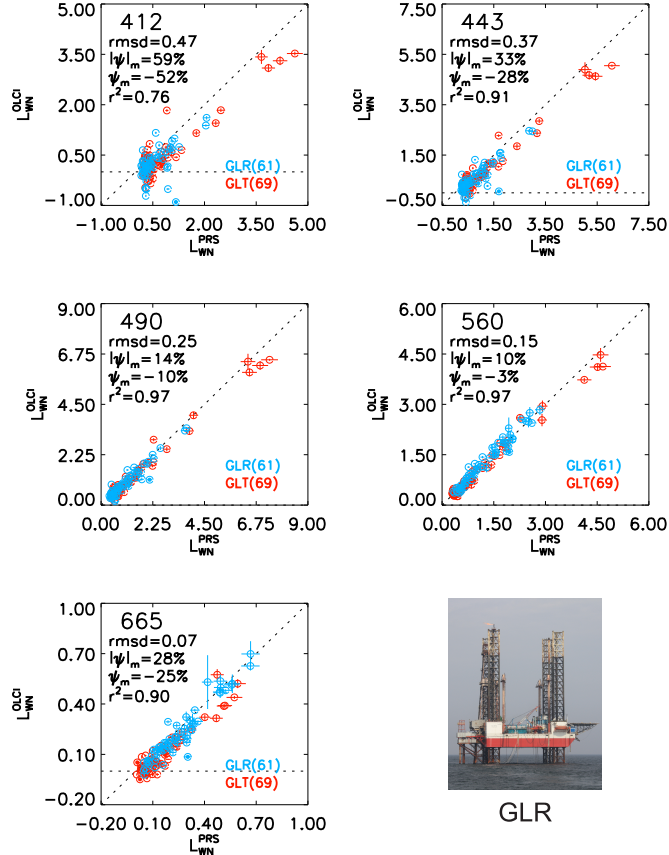 412
rmsd=0.47
|ψ|m=59%
ψm=−52%
r²=0.76
GLR(61)
GLT(69)
5.00
3.50
2.00
0.50
−1.00
−1.00 0.50 2.00 3.50 5.00
L_WN^OLCI
L_WN^PRS
443
rmsd=0.37
|ψ|m=33%
ψm=−28%
r²=0.91
GLR(61)
GLT(69)
7.50
5.50
3.50
1.50
−0.50
−0.50 1.50 3.50 5.50 7.50
L_WN^OLCI
L_WN^PRS
490
rmsd=0.25
|ψ|m=14%
ψm=−10%
r²=0.97
GLR(61)
GLT(69)
9.00
6.75
4.50
2.25
0.00
0.00 2.25 4.50 6.75 9.00
L_WN^OLCI
L_WN^PRS
560
rmsd=0.15
|ψ|m=10%
ψm=−3%
r²=0.97
GLR(61)
GLT(69)
6.00
4.50
3.00
1.50
0.00
0.00 1.50 3.00 4.50 6.00
L_WN^OLCI
L_WN^PRS
665
rmsd=0.07
|ψ|m=28%
ψm=−25%
r²=0.90
GLR(61)
GLT(69)
1.00
0.70
0.40
0.10
−0.20
−0.20 0.10 0.40 0.70 1.00
L_WN^OLCI
L_WN^PRS
GLR